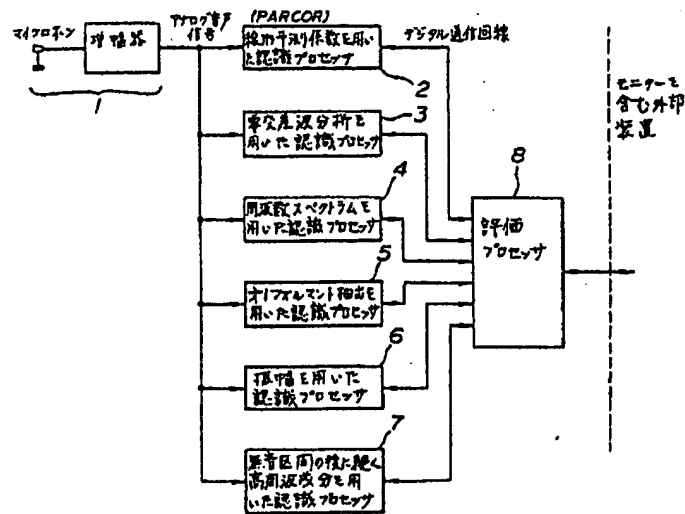 マイクロホン
増幅器
アナログ音声
信号
1
(PARCOR)
線形予測係数を用い
た認識プロセッサ
2
デジタル通信回線
3
零交差波分析を
用いた認識プロセッサ
4
周波数スペクトラムを
用いた認識プロセッサ
5
オ1フォルマント抽出を
用いた認識プロセッサ
6
振幅を用いた
認識プロセッサ
7
無音区間の後に続く
高周波成分を用
いた認識プロセッサ
8
評価
プロセッサ
モニターを
含む外部
装置